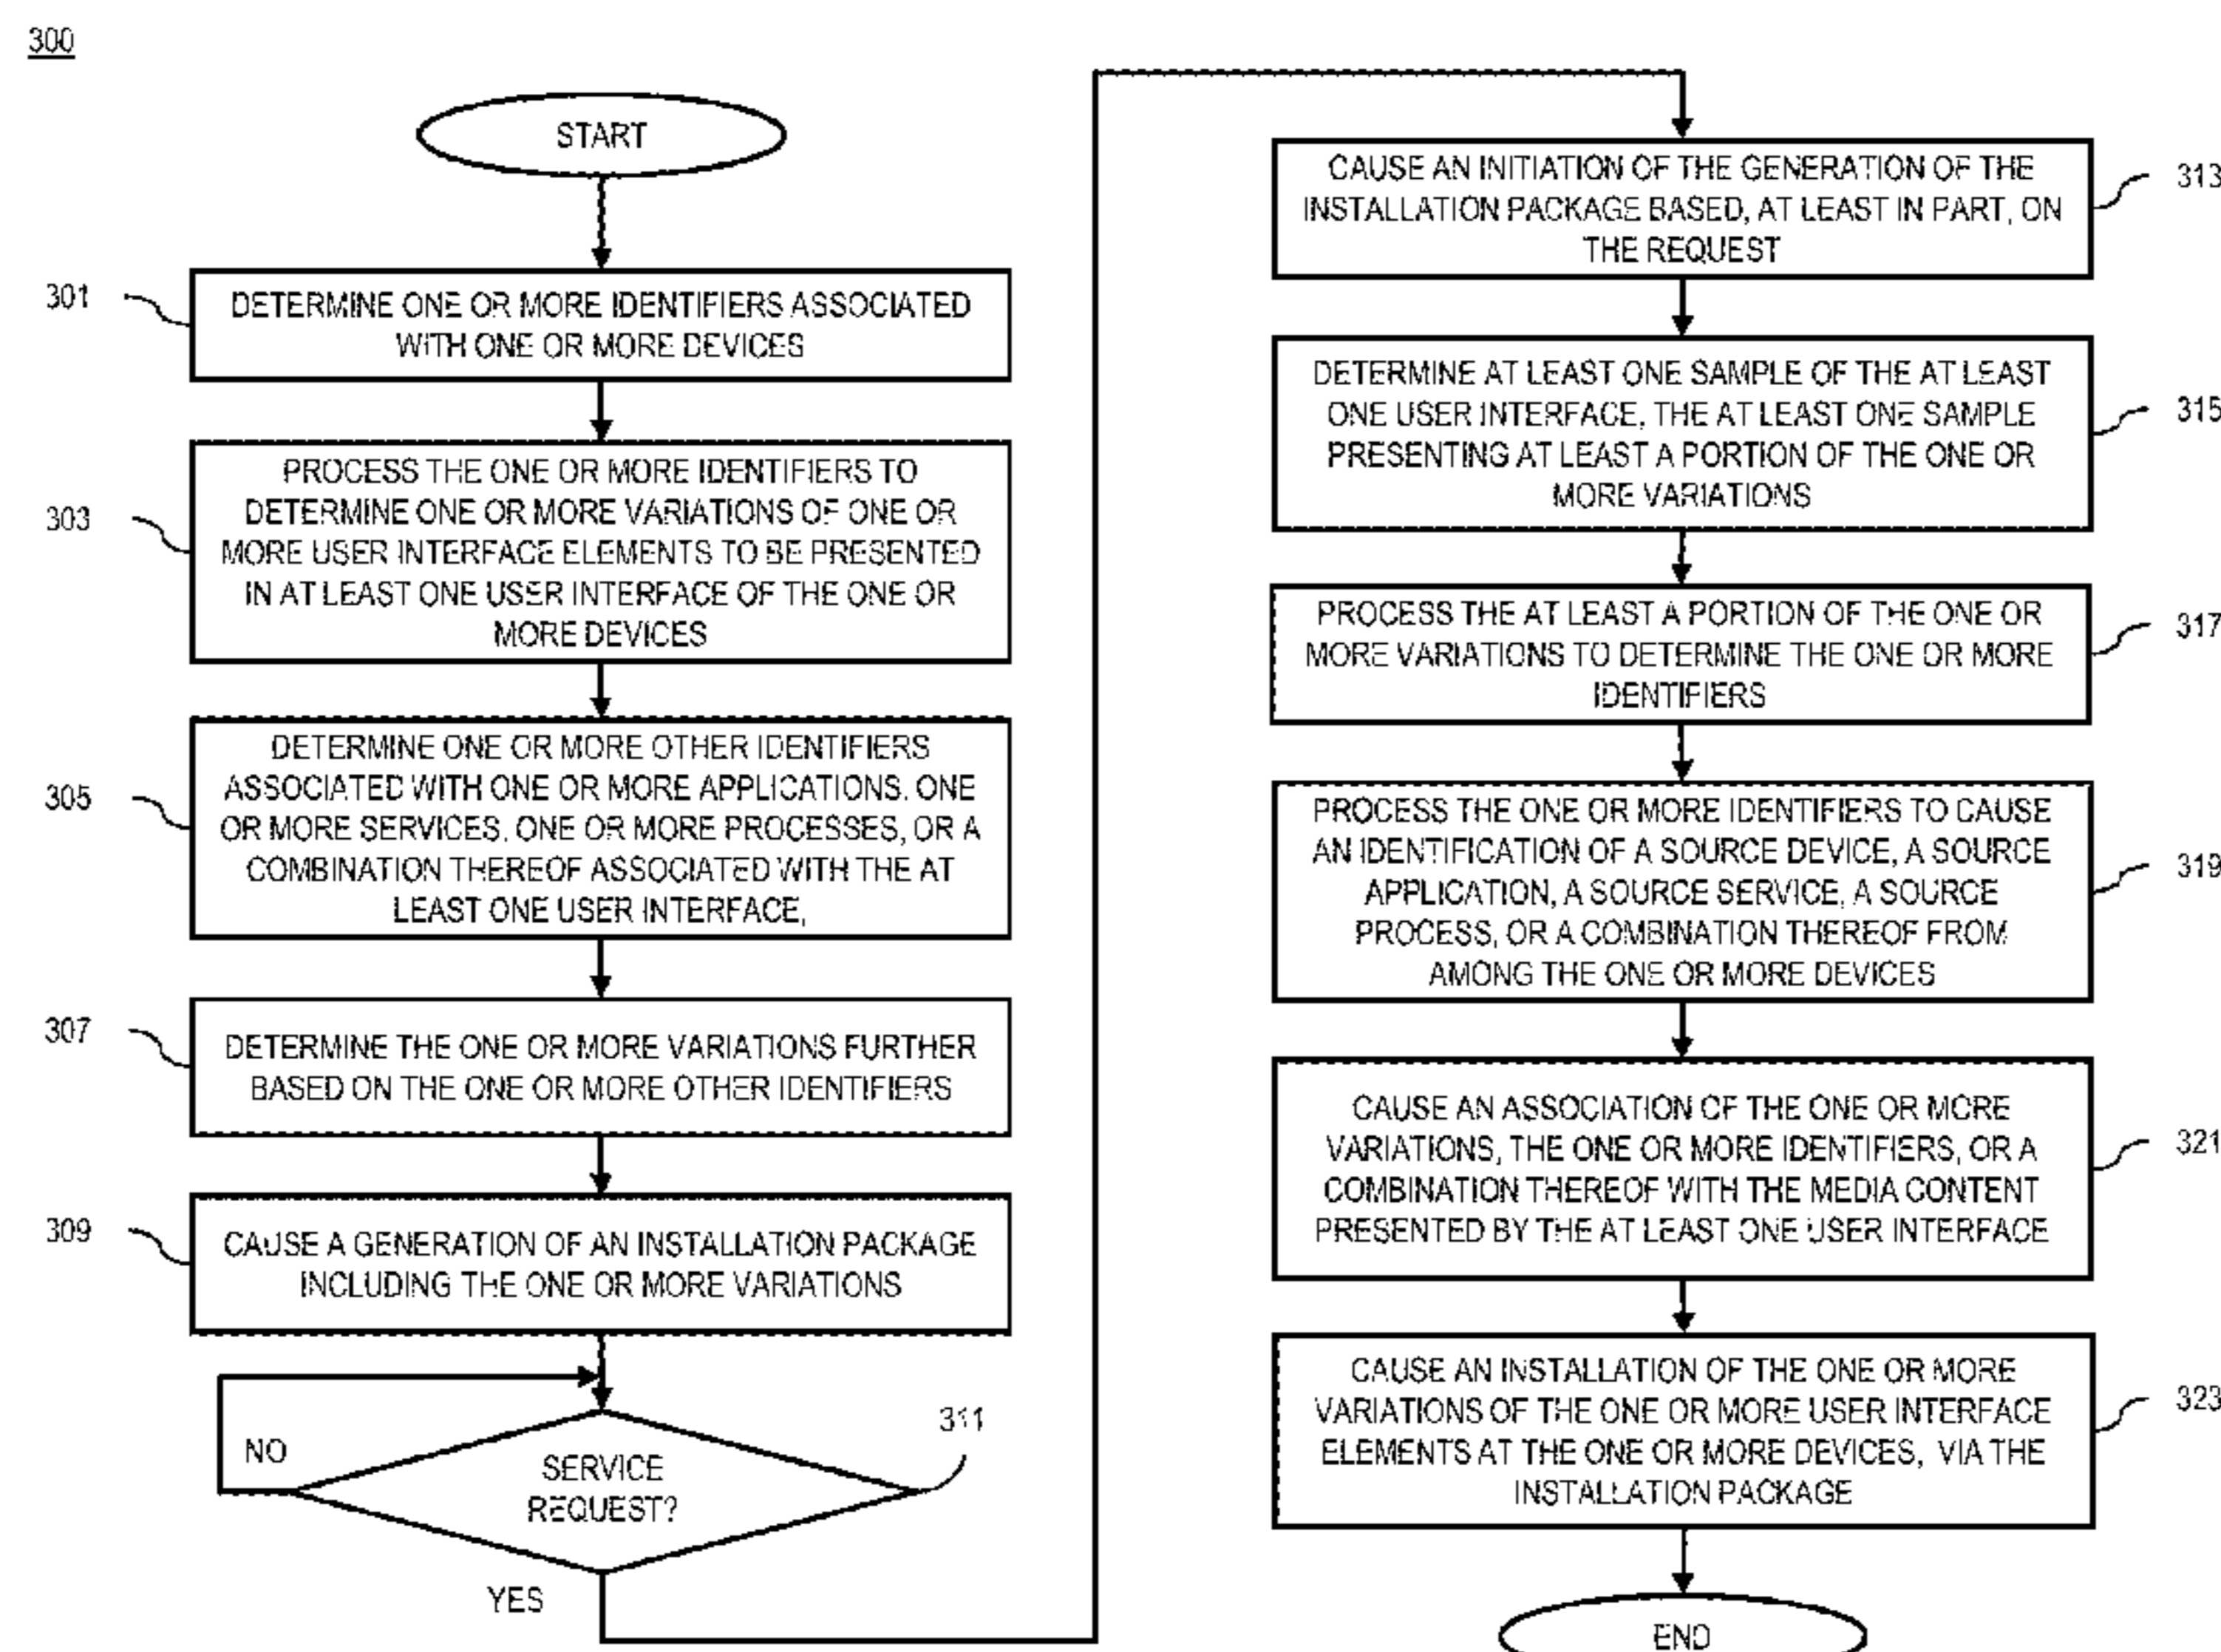 300
START
301
DETERMINE ONE OR MORE IDENTIFIERS ASSOCIATED
WITH ONE OR MORE DEVICES
303
PROCESS THE ONE OR MORE IDENTIFIERS TO
DETERMINE ONE OR MORE VARIATIONS OF ONE OR
MORE USER INTERFACE ELEMENTS TO BE PRESENTED
IN AT LEAST ONE USER INTERFACE OF THE ONE OR
MORE DEVICES
305
DETERMINE ONE OR MORE OTHER IDENTIFIERS
ASSOCIATED WITH ONE OR MORE APPLICATIONS, ONE
OR MORE SERVICES, ONE OR MORE PROCESSES, OR A
COMBINATION THEREOF ASSOCIATED WITH THE AT
LEAST ONE USER INTERFACE,
307
DETERMINE THE ONE OR MORE VARIATIONS FURTHER
BASED ON THE ONE OR MORE OTHER IDENTIFIERS
309
CAUSE A GENERATION OF AN INSTALLATION PACKAGE
INCLUDING THE ONE OR MORE VARIATIONS
311
NO
SERVICE
REQUEST?
YES
CAUSE AN INITIATION OF THE GENERATION OF THE
INSTALLATION PACKAGE BASED, AT LEAST IN PART, ON
THE REQUEST
313
DETERMINE AT LEAST ONE SAMPLE OF THE AT LEAST
ONE USER INTERFACE, THE AT LEAST ONE SAMPLE
PRESENTING AT LEAST A PORTION OF THE ONE OR
MORE VARIATIONS
315
PROCESS THE AT LEAST A PORTION OF THE ONE OR
MORE VARIATIONS TO DETERMINE THE ONE OR MORE
IDENTIFIERS
317
PROCESS THE ONE OR MORE IDENTIFIERS TO CAUSE
AN IDENTIFICATION OF A SOURCE DEVICE, A SOURCE
APPLICATION, A SOURCE SERVICE, A SOURCE
PROCESS, OR A COMBINATION THEREOF FROM
AMONG THE ONE OR MORE DEVICES
319
CAUSE AN ASSOCIATION OF THE ONE OR MORE
VARIATIONS, THE ONE OR MORE IDENTIFIERS, OR A
COMBINATION THEREOF WITH THE MEDIA CONTENT
PRESENTED BY THE AT LEAST ONE USER INTERFACE
321
CAUSE AN INSTALLATION OF THE ONE OR MORE
VARIATIONS OF THE ONE OR MORE USER INTERFACE
ELEMENTS AT THE ONE OR MORE DEVICES, VIA THE
INSTALLATION PACKAGE
323
END